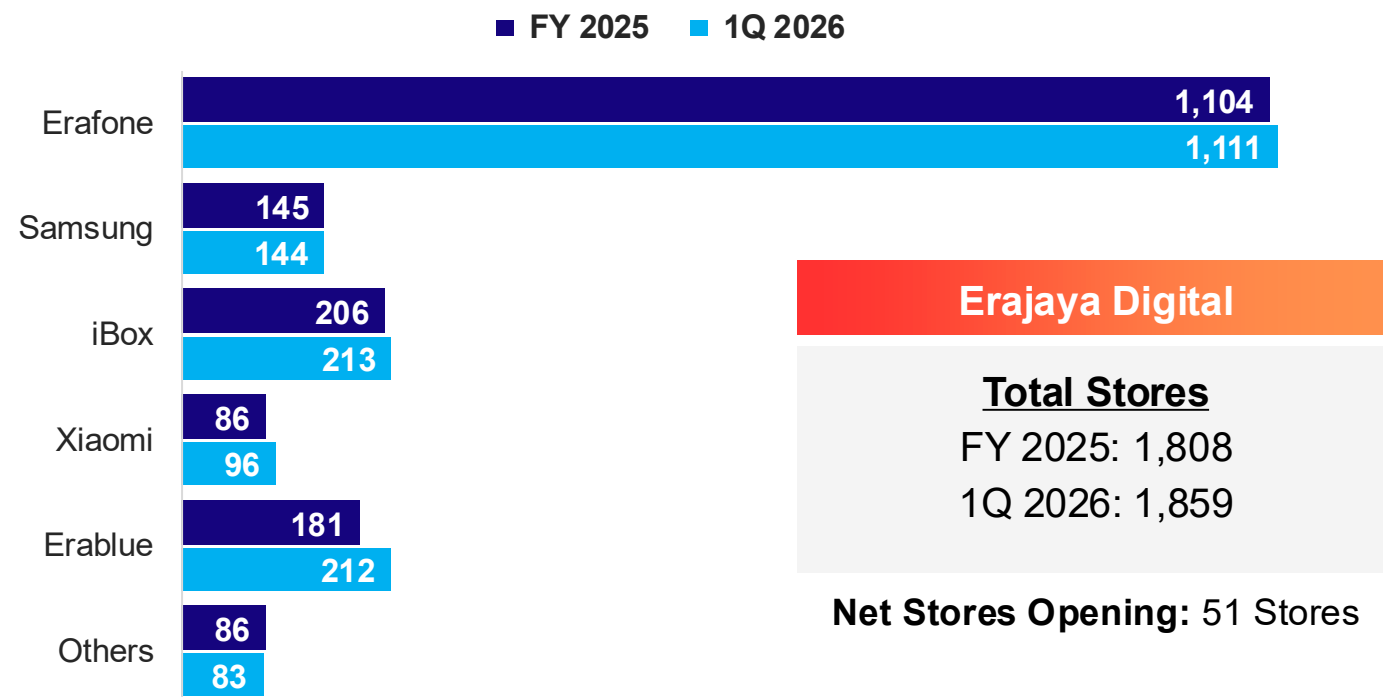 FY 2025 1Q 2026
Erafone
1,104
1,111
Samsung
145
144
iBox
206
213
Xiaomi
86
96
Erablue
181
212
Others
86
83
Erajaya Digital
Total Stores
FY 2025: 1,808
1Q 2026: 1,859
Net Stores Opening: 51 Stores